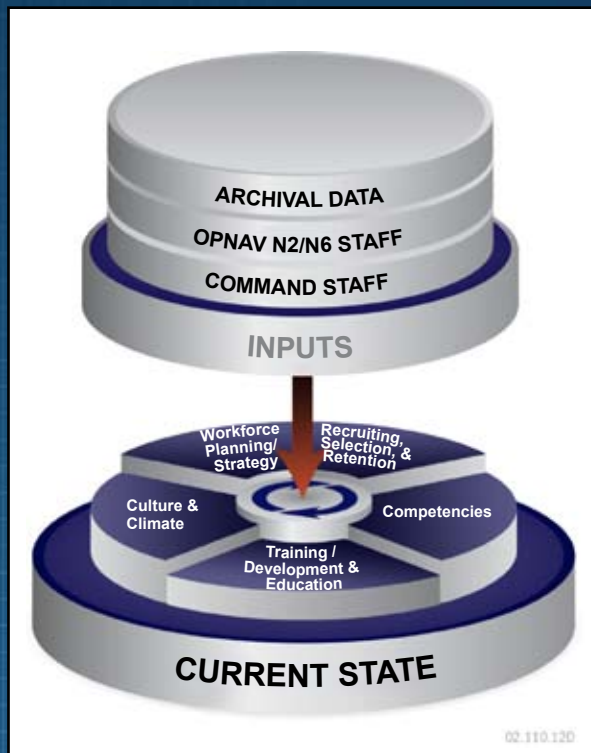 ARCHIVAL DATA
OPNAV N2/N6 STAFF
COMMAND STAFF
INPUTS
Workforce
Planning/
Strategy
Recruiting,
Selection, &
Retention
Culture &
Climate
Competencies
Training /
Development &
Education
CURRENT STATE
02.110.12D